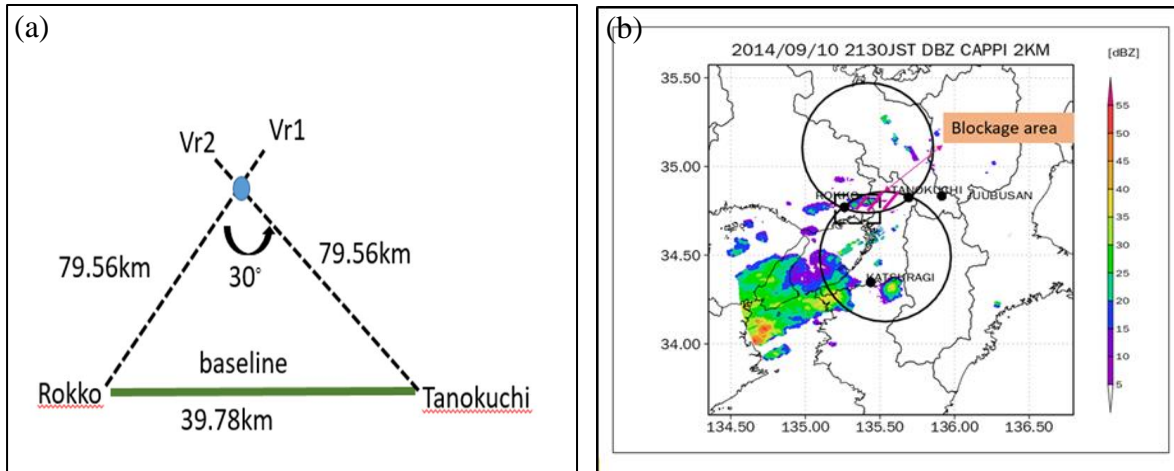 (a)
Vr2 Vr1
79.56km 79.56km
30°
baseline
Rokko Tanokuchi
39.78km
(b)
2014/09/10 2130JST DBZ CAPPI 2KM
[dBZ]
35.50
35.00
34.50
34.00
134.50 135.00 135.50 136.00 136.50
Blockage area
ROKKO TANOKUCHI
JUUBUSAN
KATSURAGI
55
50
45
40
35
30
25
20
15
10
5